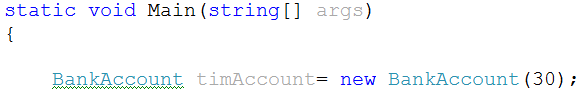 static void Main(string[] args)
{
BankAccount timAccount= new BankAccount(30);